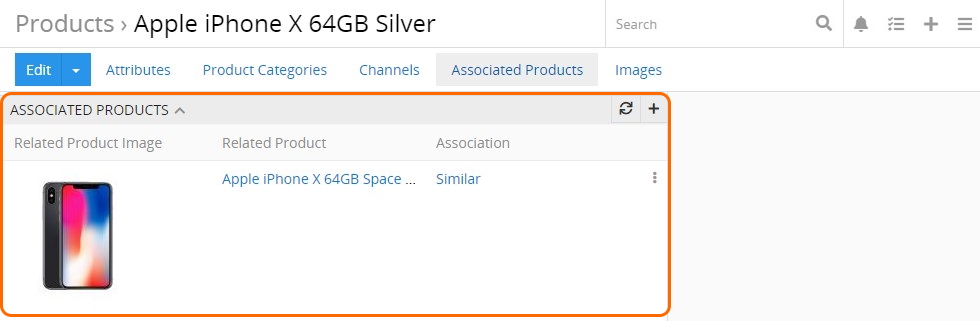 Products › Apple iPhone X 64GB Silver
Search
Edit
Attributes
Product Categories
Channels
Associated Products
Images
ASSOCIATED PRODUCTS
Related Product Image
Related Product
Association
Apple iPhone X 64GB Space ...
Similar